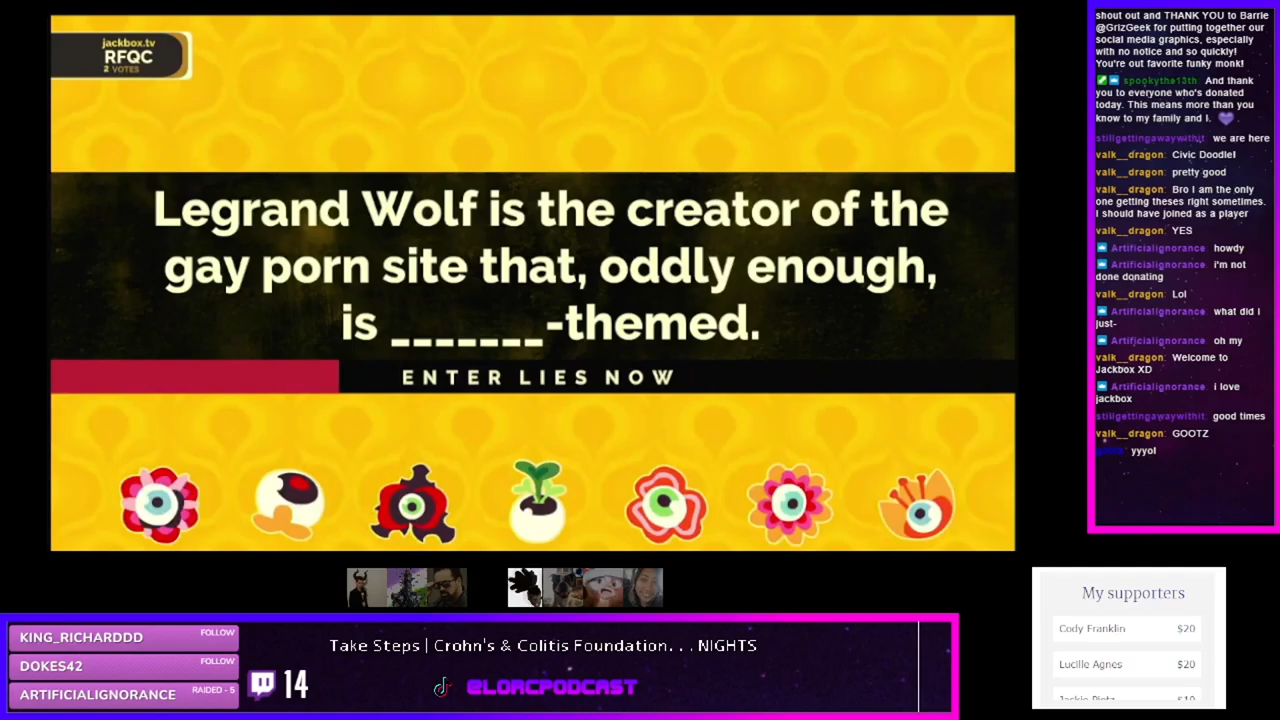 jackbox.tv
RFQC
2 VOTES
Legrand Wolf is the creator of the
gay porn site that, oddly enough,
is _______-themed.
ENTER LIES NOW
shout out and THANK YOU to Barrie
@GrizGeek for putting together our
social media graphics, especially
with no notice and so quickly!
You're out favorite funky monk!
spookythe13th: And thank
you to everyone who's donated
today. This means more than you
know to my family and I.
stillgettingawaywithit: we are here
valk__dragon: Civic Doodle!
valk__dragon: pretty good
valk__dragon: Bro I am the only
one getting theses right sometimes.
I should have joined as a player
valk__dragon: YES
Artificialignorance: howdy
Artificialignorance: i'm not
done donating
valk__dragon: Lol
Artificialignorance: what did I
just-
Artificialignorance: oh my
valk__dragon: Welcome to
Jackbox XD
Artificialignorance: i love
jackbox
stillgettingawaywithit: good times
valk__dragon: GOOTZ
yyyo!
My supporters
Cody Franklin $20
Lucille Agnes $20
KING_RICHARDDD FOLLOW
DOKES42 FOLLOW
ARTIFICIALIGNORANCE RAIDED - 5
14
Take Steps | Crohn's & Colitis Foundation. . . NIGHTS
@LORCPODCAST